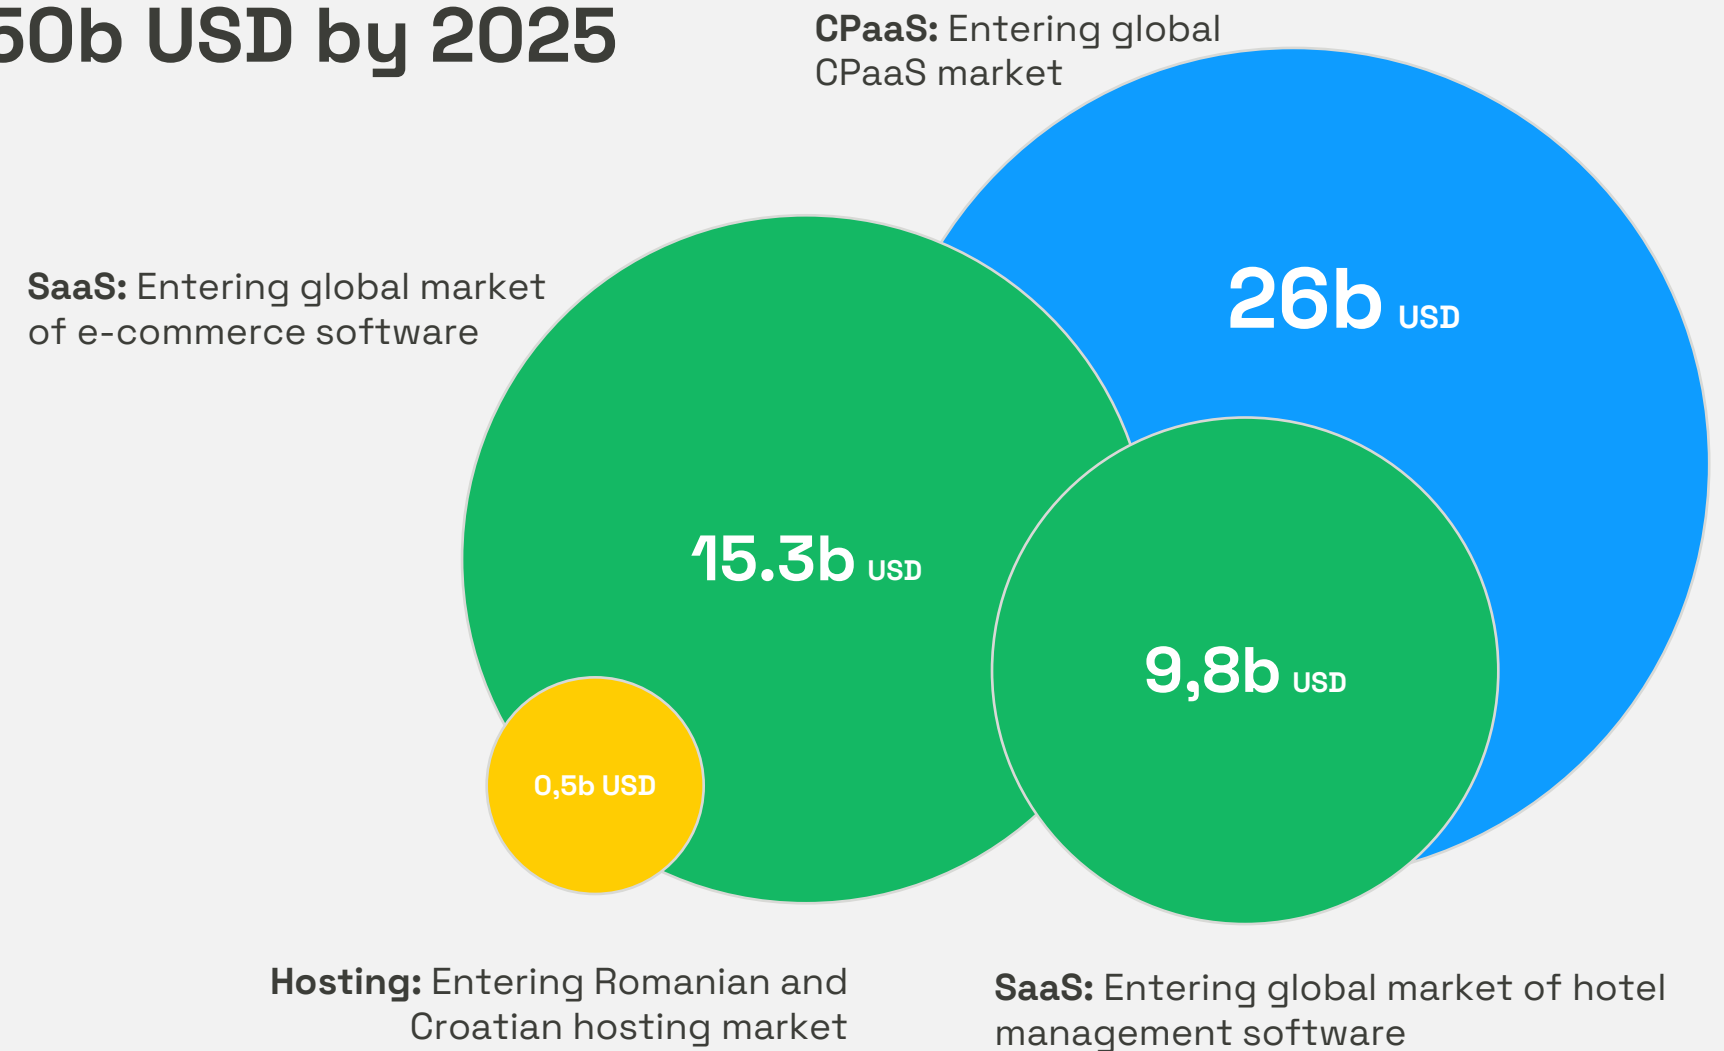 50b USD by 2025
CPaaS: Entering global
CPaaS market
SaaS: Entering global market
of e-commerce software
26b USD
15.3b USD
9,8b USD
0,5b USD
Hosting: Entering Romanian and
Croatian hosting market
SaaS: Entering global market of hotel
management software